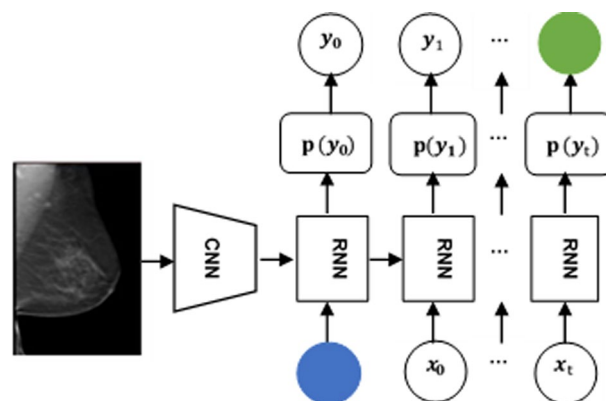 y₀ y₁ ...
p(y₀) p(y₁) ... p(yₜ)
CNN RNN RNN ... RNN
x₀ ... xₜ